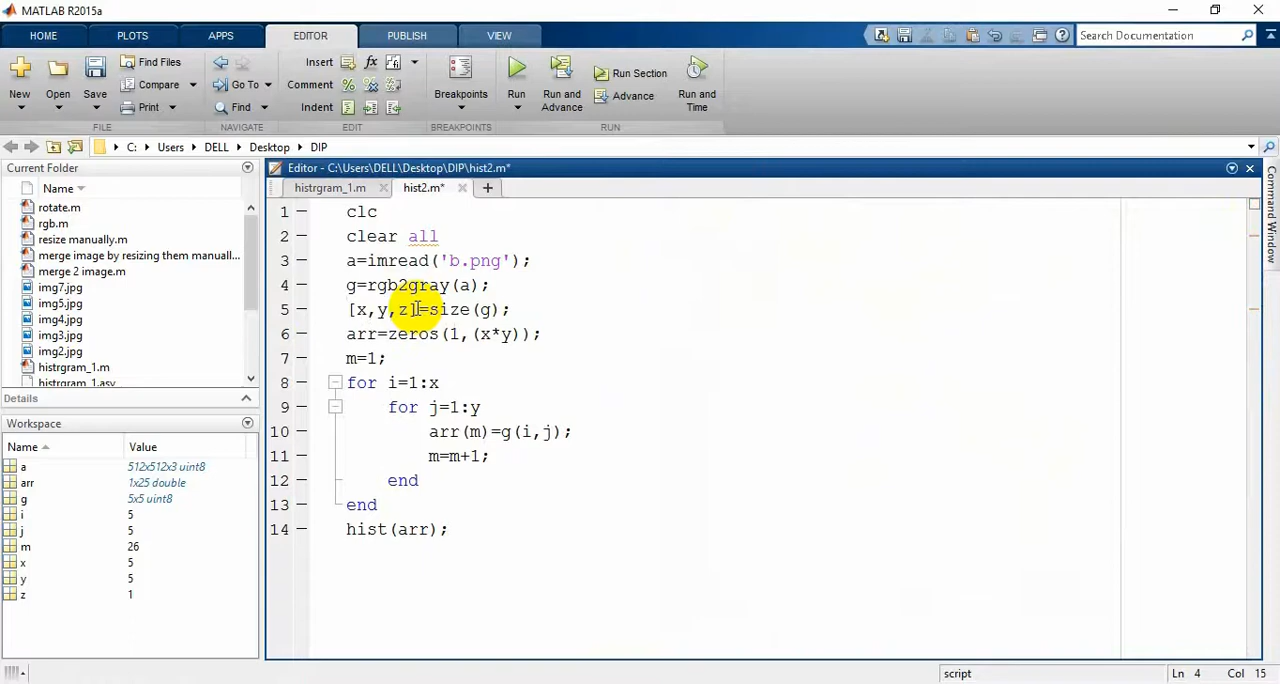 MATLAB R2015a
HOME PLOTS APPS EDITOR PUBLISH VIEW Search Documentation
New Open Save Find Files Compare Print Go To Find Insert fx Comment Indent Breakpoints Run Run and Advance Run Section Advance Run and Time
FILE NAVIGATE EDIT BREAKPOINTS RUN
C: Users DELL Desktop DIP
Current Folder
Name
rotate.m
rgb.m
resize manually.m
merge image by resizing them manuall...
merge 2 image.m
img7.jpg
img5.jpg
img4.jpg
img3.jpg
img2.jpg
histrgram_1.m
histrgram_1.asv
Details
Workspace
Name Value
a 512x512x3 uint8
arr 1x25 double
g 5x5 uint8
i 5
j 5
m 26
x 5
y 5
z 1
Editor - C:\Users\DELL\Desktop\DIP\hist2.m*
histrgram_1.m hist2.m*
1 clc
2 clear all
3 a=imread('b.png');
4 g=rgb2gray(a);
5 [x,y,z]=size(g);
6 arr=zeros(1,(x*y));
7 m=1;
8 for i=1:x
9 for j=1:y
10 arr(m)=g(i,j);
11 m=m+1;
12 end
13 end
14 hist(arr);
Command Window
script Ln 4 Col 15